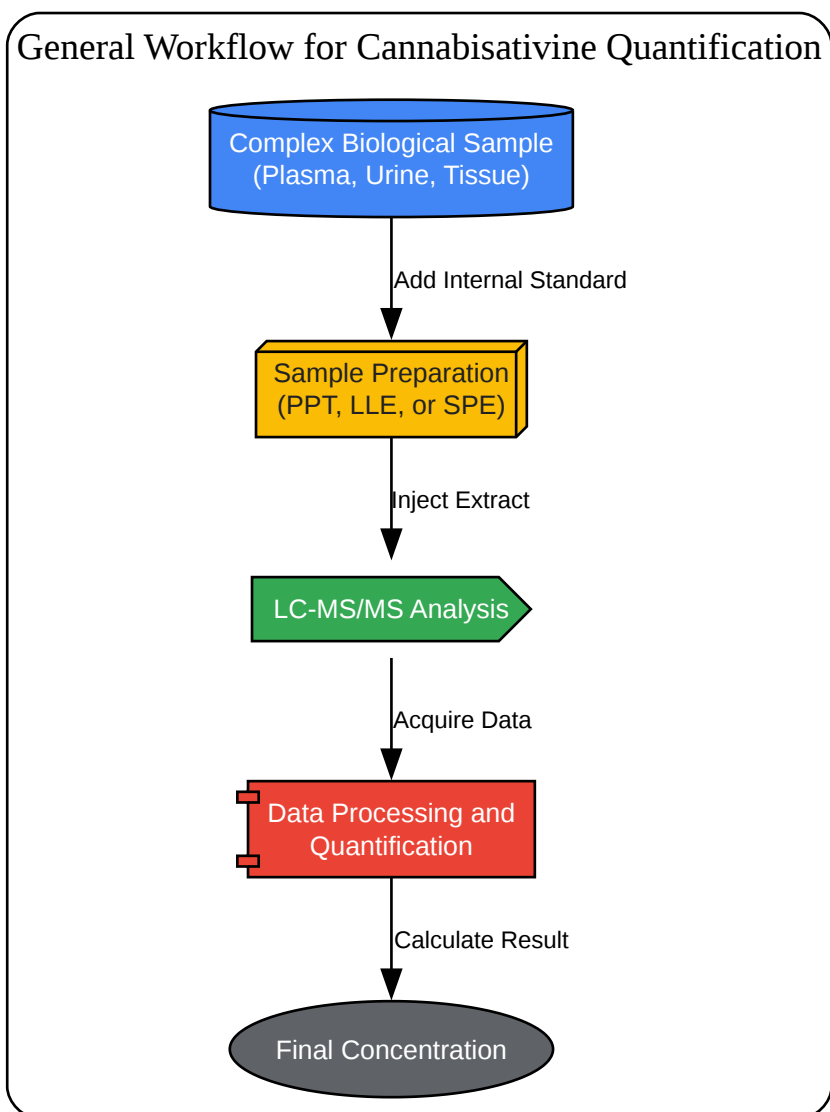 General Workflow for Cannabisativine Quantification
Complex Biological Sample
(Plasma, Urine, Tissue)
Add Internal Standard
Sample Preparation
(PPT, LLE, or SPE)
Inject Extract
LC-MS/MS Analysis
Acquire Data
Data Processing and
Quantification
Calculate Result
Final Concentration